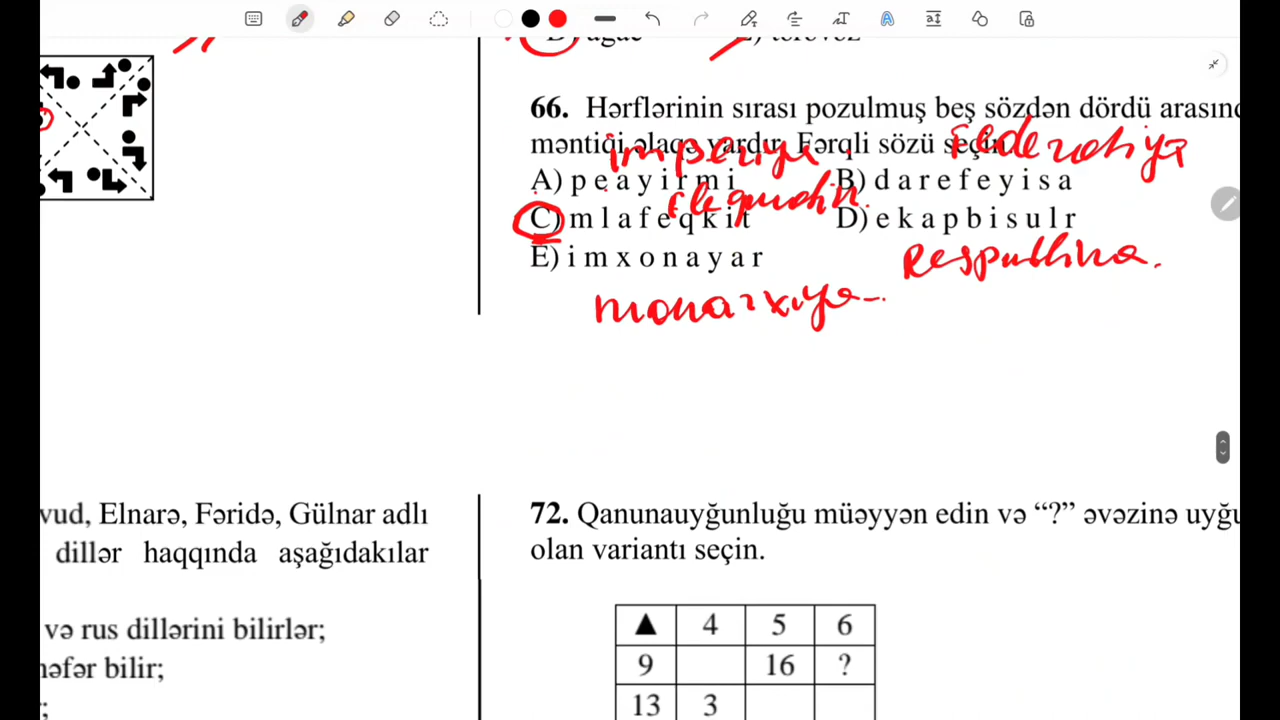 66. Hərflərinin sırası pozulmuş beş sözdən dördü arasınd
məntiqi əlaqə vardır. Fərqli sözü seçin.
imperiya federatiya
A) p e a y i r m i B) d a r e f e y i s a
C) m l a f e q k i t D) e k a p b i s u l r
E) i m x o n a y a r
Respublika.
monarxiya
vud, Elnarə, Fəridə, Gülnar adlı
dillər haqqında aşağıdakılar
və rus dillərini bilirlər;
nəfər bilir;
72. Qanunauyğunluğu müəyyən edin və “?” əvəzinə uyğu
olan variantı seçin.
▲ 4 5 6
9 16 ?
13 3